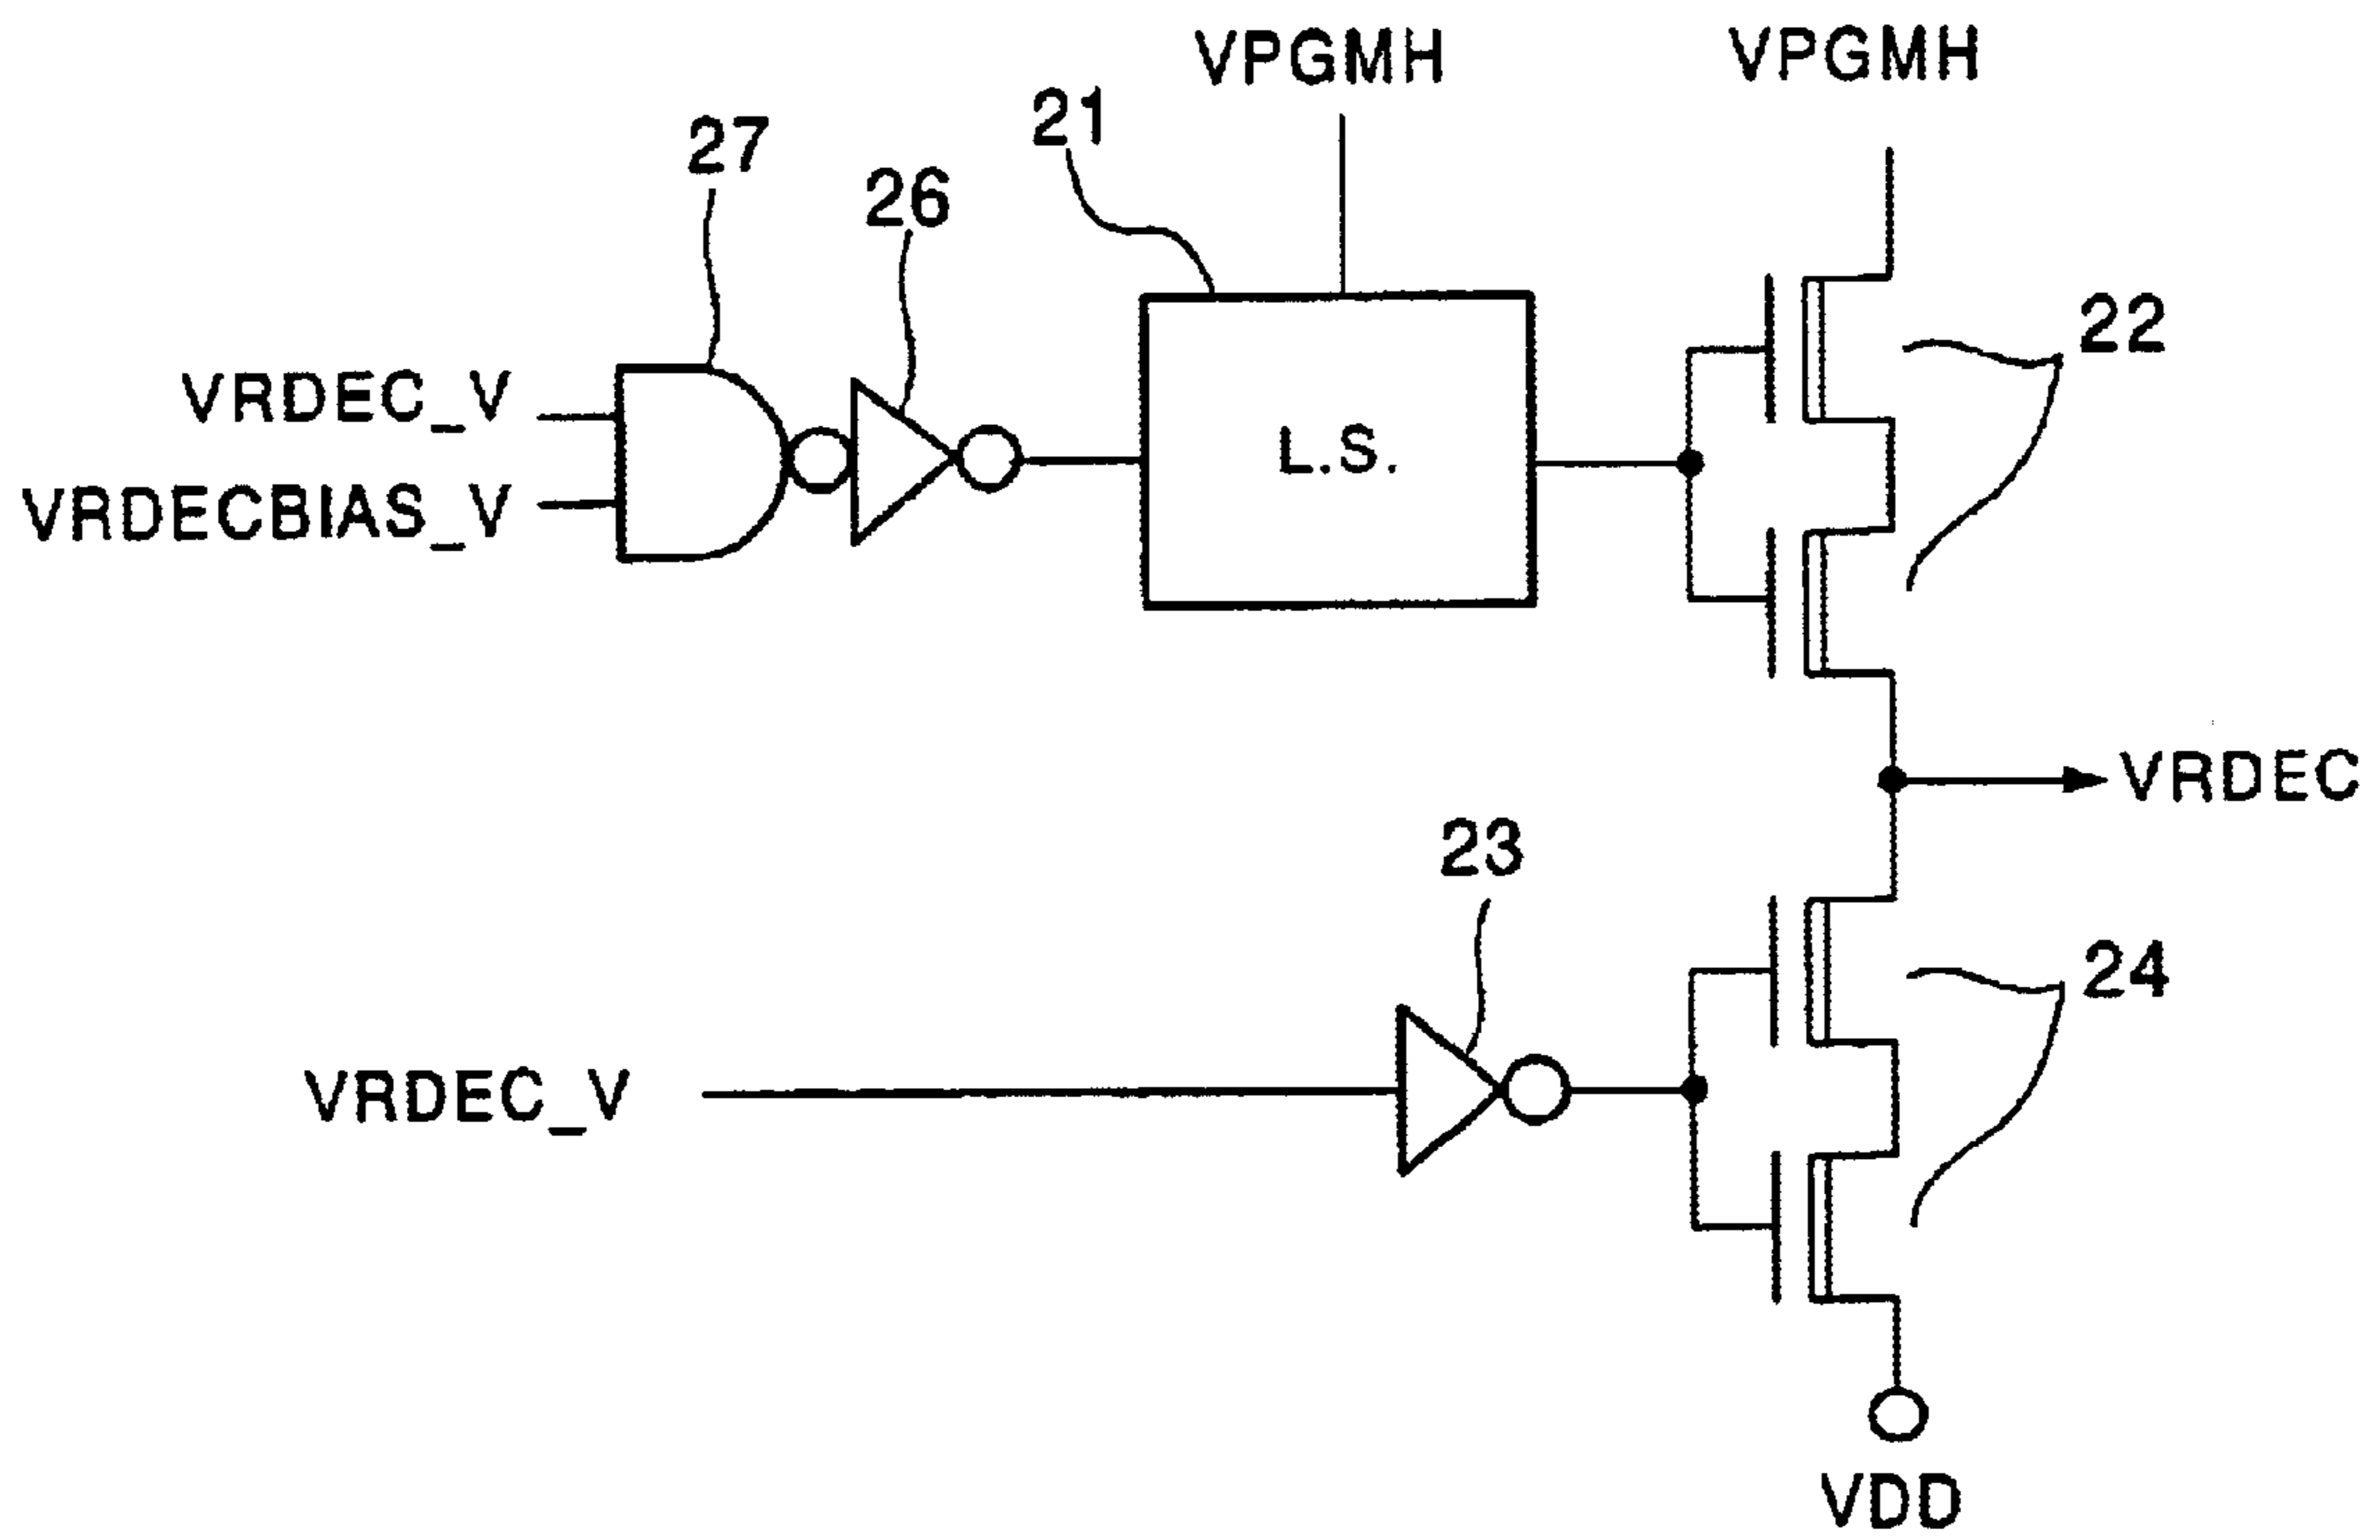 VPGMH
VPGMH
21
27
26
22
VRDEC_V
L.S.
VRDECBIAS_V
VRDEC
23
24
VRDEC_V
VDD